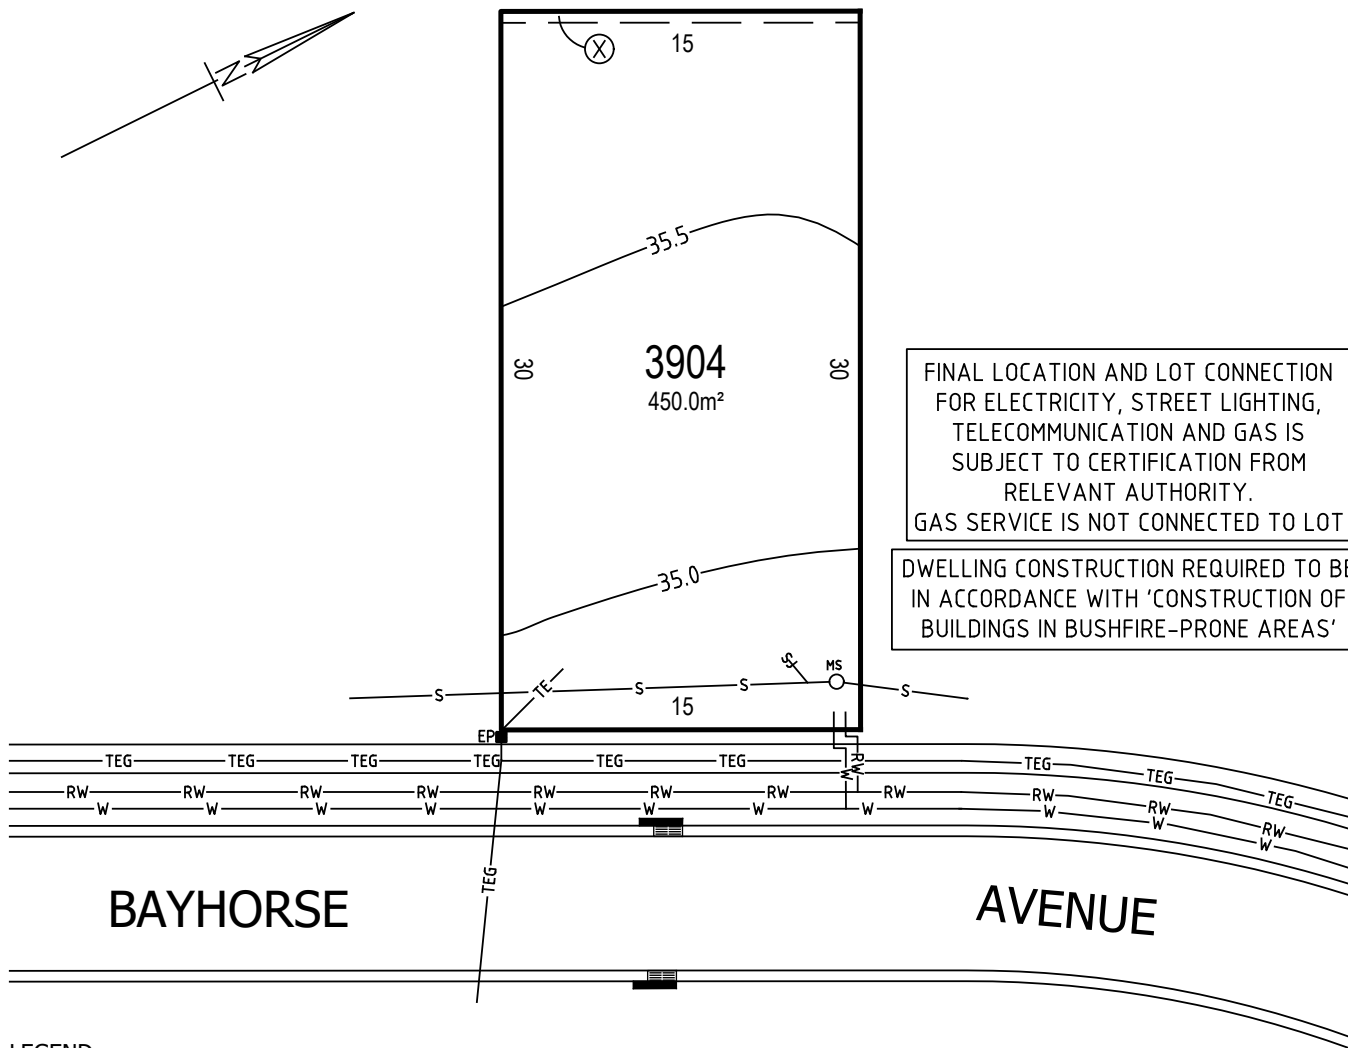 N
X
15
35.5
3904
450.0m²
30
30
FINAL LOCATION AND LOT CONNECTION
FOR ELECTRICITY, STREET LIGHTING,
TELECOMMUNICATION AND GAS IS
SUBJECT TO CERTIFICATION FROM
RELEVANT AUTHORITY.
GAS SERVICE IS NOT CONNECTED TO LOT
DWELLING CONSTRUCTION REQUIRED TO BE
IN ACCORDANCE WITH 'CONSTRUCTION OF
BUILDINGS IN BUSHFIRE-PRONE AREAS'
35.0
S TE S S MS S
15
EP
TEG TEG TEG TEG TEG TEG TEG TEG TEG
W RW
RW RW RW RW RW RW RW RW RW RW RW
W W W W W W W W W W W
TEG
BAYHORSE AVENUE
LEGEND